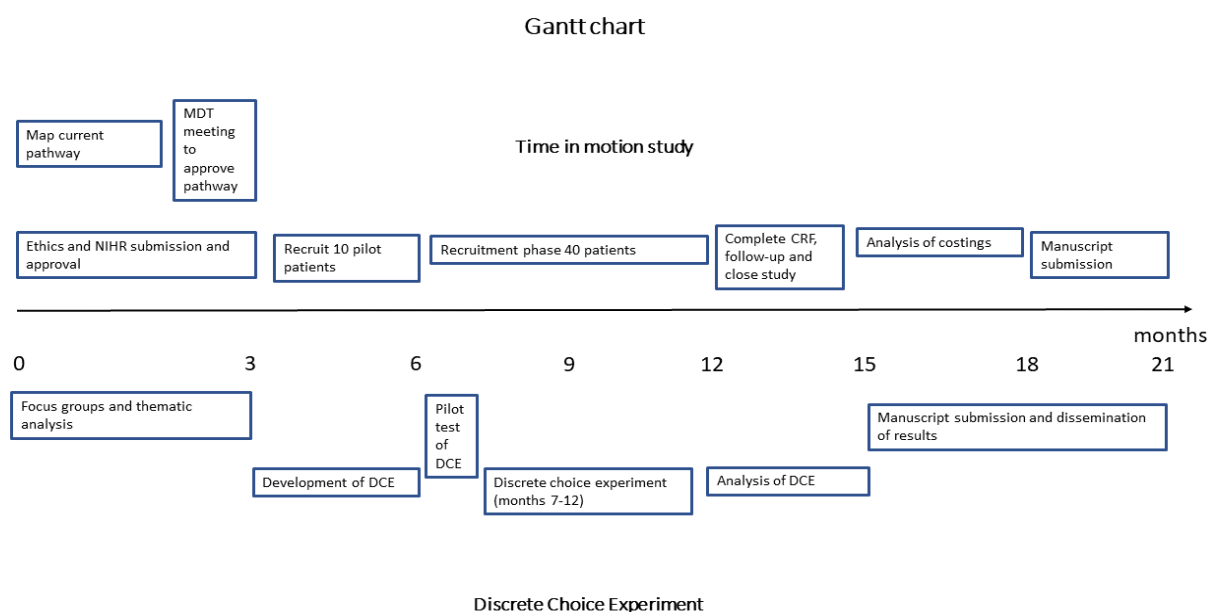 Gantt chart
Map current
pathway
MDT
meeting
to
approve
pathway
Time in motion study
Ethics and NIHR submission and
approval
Recruit 10 pilot
patients
Recruitment phase 40 patients
Complete CRF,
follow-up and
close study
Analysis of costings
Manuscript
submission
months
0 3 6 9 12 15 18 21
Focus groups and thematic
analysis
Development of DCE
Pilot
test
of
DCE
Discrete choice experiment
(months 7-12)
Analysis of DCE
Manuscript submission and dissemination
of results
Discrete Choice Experiment